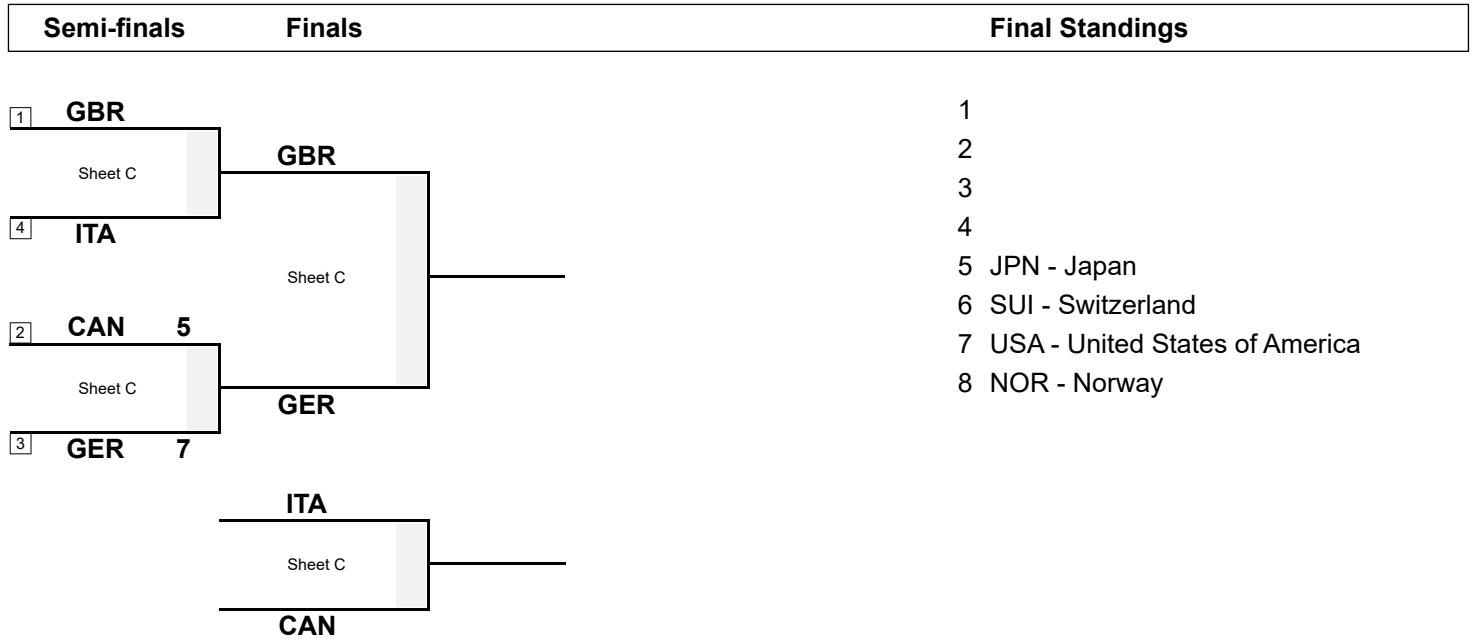 Semi-finals Finals Final Standings
1 GBR
Sheet C
4 ITA
GBR
Sheet C
GER
2 CAN 5
Sheet C
3 GER 7
ITA
Sheet C
CAN
1
2
3
4
5 JPN - Japan
6 SUI - Switzerland
7 USA - United States of America
8 NOR - Norway